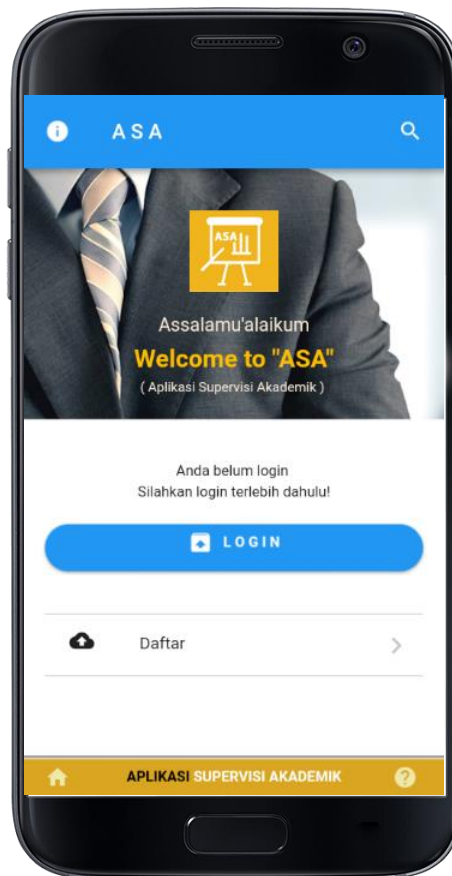 ASA
ASA
Assalamu'alaikum
Welcome to "ASA"
( Aplikasi Supervisi Akademik )
Anda belum login
Silahkan login terlebih dahulu!
LOGIN
Daftar
APLIKASI SUPERVISI AKADEMIK